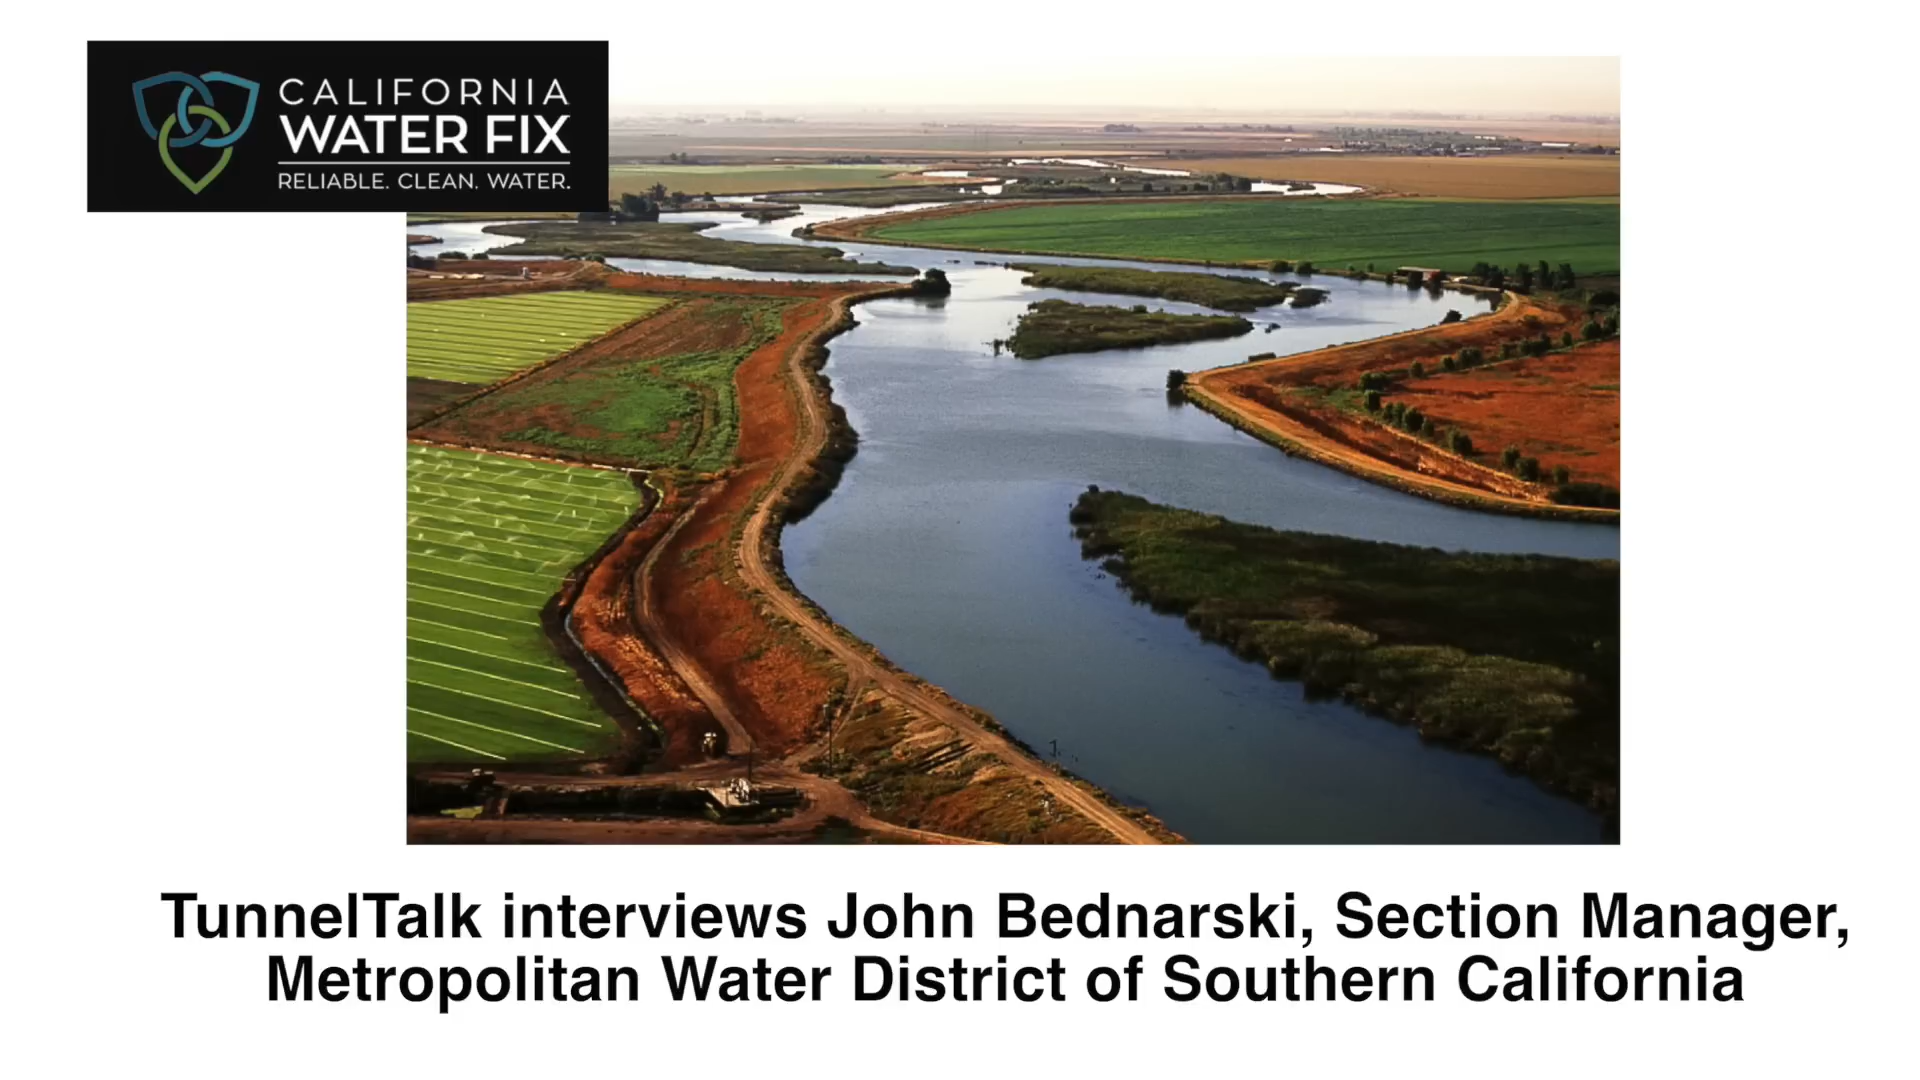 CALIFORNIA
WATER FIX
RELIABLE. CLEAN. WATER.
TunnelTalk interviews John Bednarski, Section Manager,
Metropolitan Water District of Southern California